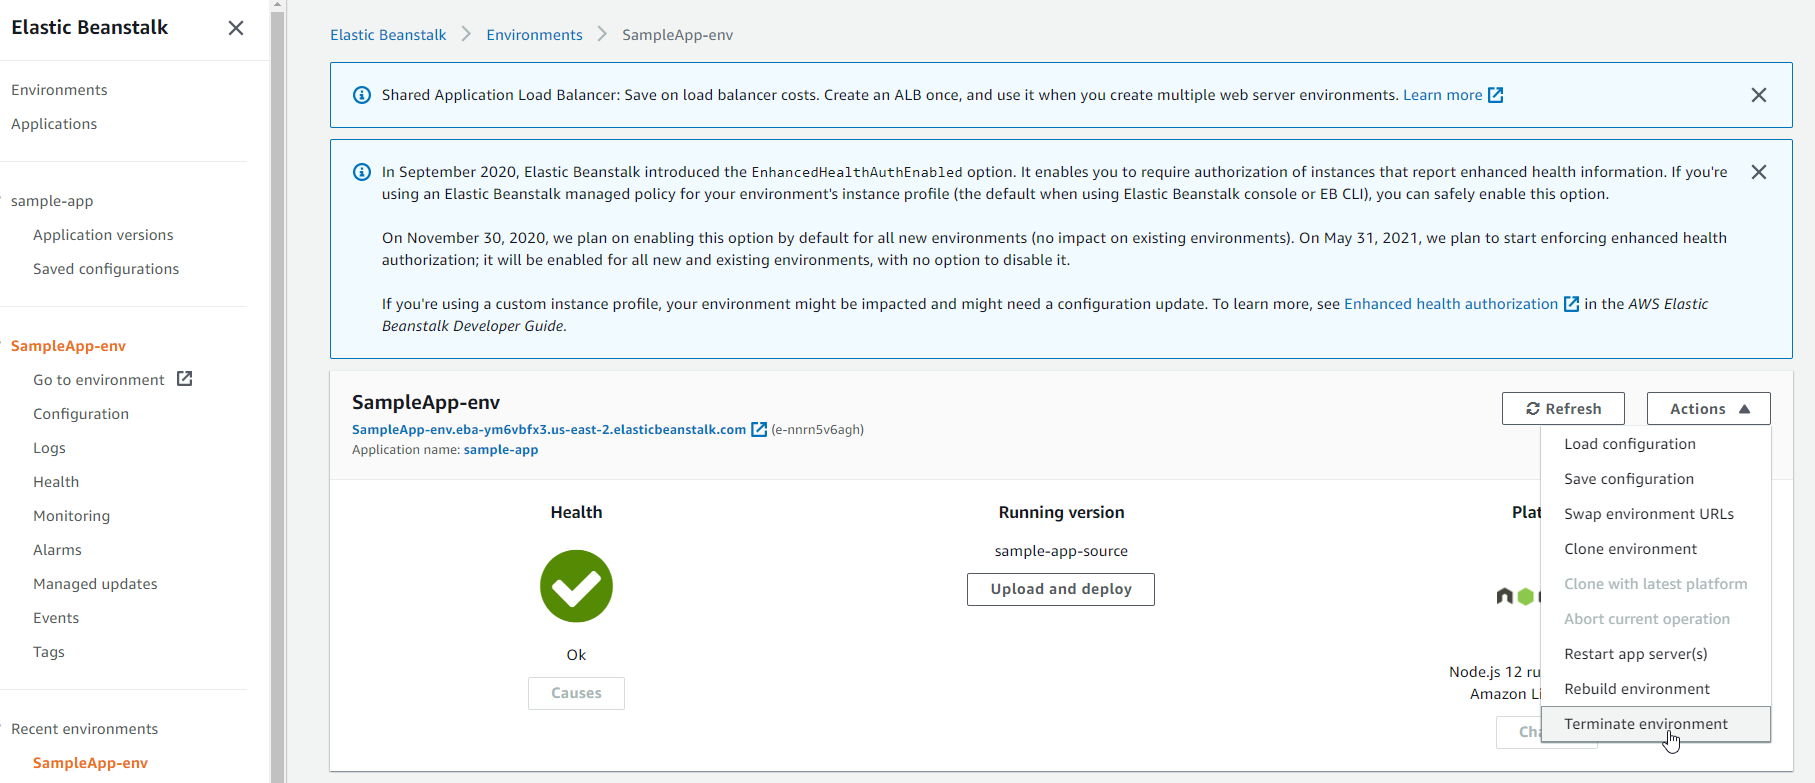 Elastic Beanstalk
Environments
Applications
sample-app
Application versions
Saved configurations
SampleApp-env
Go to environment
Configuration
Logs
Health
Monitoring
Alarms
Managed updates
Events
Tags
Recent environments
SampleApp-env
Elastic Beanstalk > Environments > SampleApp-env
Shared Application Load Balancer: Save on load balancer costs. Create an ALB once, and use it when you create multiple web server environments. Learn more
In September 2020, Elastic Beanstalk introduced the EnhancedHealthAuthEnabled option. It enables you to require authorization of instances that report enhanced health information. If you're
using an Elastic Beanstalk managed policy for your environment's instance profile (the default when using Elastic Beanstalk console or EB CLI), you can safely enable this option.
On November 30, 2020, we plan on enabling this option by default for all new environments (no impact on existing environments). On May 31, 2021, we plan to start enforcing enhanced health
authorization; it will be enabled for all new and existing environments, with no option to disable it.
If you're using a custom instance profile, your environment might be impacted and might need a configuration update. To learn more, see Enhanced health authorization in the AWS Elastic
Beanstalk Developer Guide.
SampleApp-env
SampleApp-env.eba-ym6vbfx3.us-east-2.elasticbeanstalk.com (e-nnrn5v6agh)
Application name: sample-app
Refresh
Actions
Load configuration
Save configuration
Swap environment URLs
Clone environment
Clone with latest platform
Abort current operation
Restart app server(s)
Rebuild environment
Terminate environment
Health
Ok
Causes
Running version
sample-app-source
Upload and deploy
Plat
Node.js 12 ru
Amazon Li